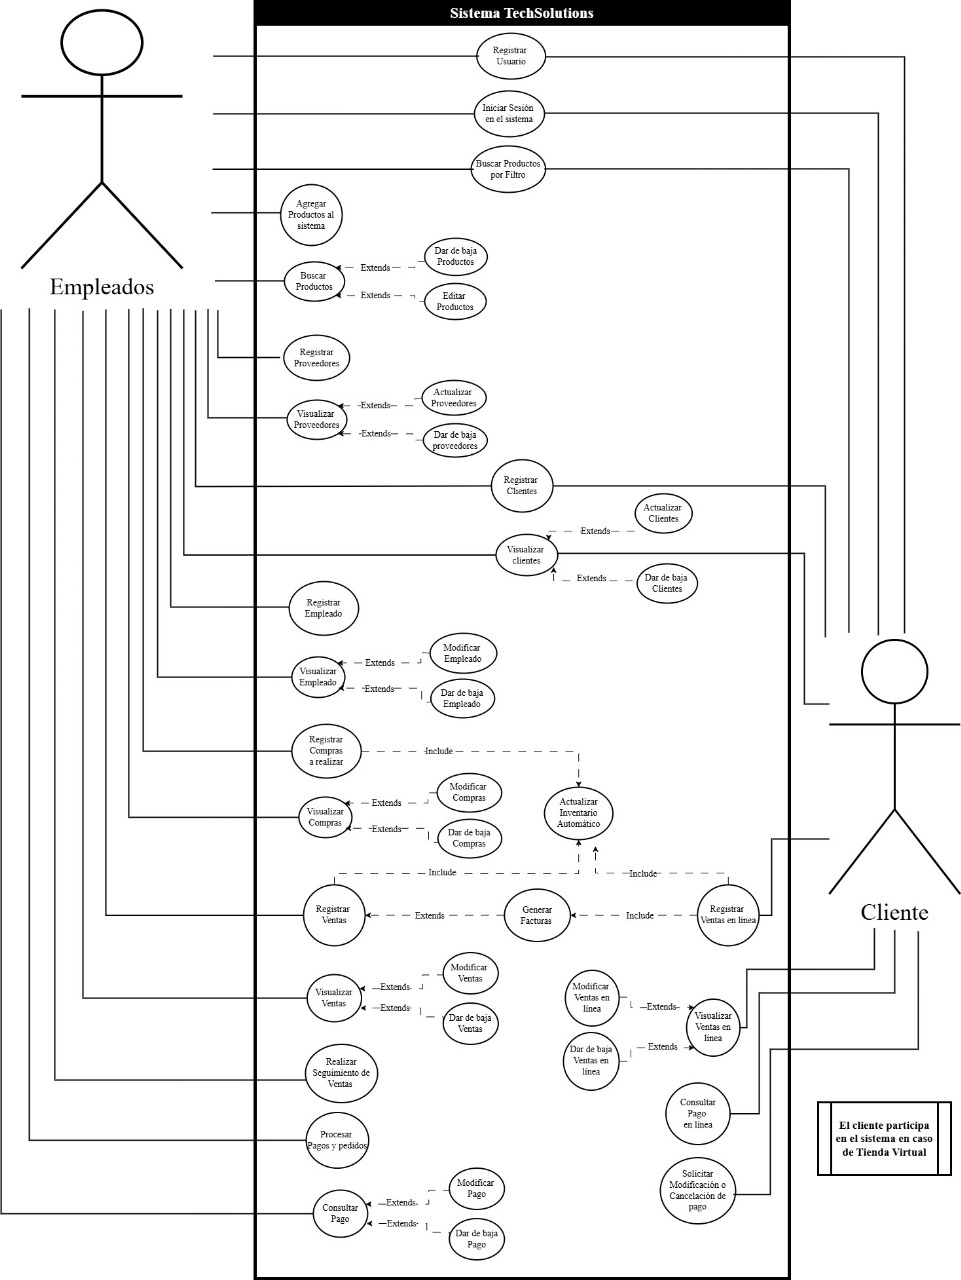 Sistema TechSolutions
Registrar
Usuario
Iniciar Sesión
en el sistema
Buscar Productos
por Filtro
Agregar
Productos al
sistema
Empleados
Buscar
Productos
Extends
Dar de baja
Productos
Extends
Editar
Productos
Registrar
Proveedores
Visualizar
Proveedores
Extends
Actualizar
Proveedores
Extends
Dar de baja
proveedores
Registrar
Clientes
Visualizar
clientes
Extends
Actualizar
Clientes
Extends
Dar de baja
Clientes
Registrar
Empleado
Visualizar
Empleado
Extends
Modificar
Empleado
Extends
Dar de baja
Empleado
Registrar
Compras
a realizar
Include
Visualizar
Compras
Extends
Modificar
Compras
Extends
Dar de baja
Compras
Actualizar
Inventario
Automático
Include
Include
Registrar
Ventas
Extends
Generar
Facturas
Include
Registrar
Ventas en línea
Cliente
Visualizar
Ventas
Extends
Modificar
Ventas
Extends
Dar de baja
Ventas
Modificar
Ventas en
línea
Extends
Dar de baja
Ventas en
línea
Extends
Visualizar
Ventas en
línea
Realizar
Seguimiento de
Ventas
Consultar
Pago
en línea
Procesar
Pagos y pedidos
Solicitar
Modificación o
Cancelación de
pago
El cliente participa
en el sistema en caso
de Tienda Virtual
Consultar
Pago
Extends
Modificar
Pago
Extends
Dar de baja
Pago